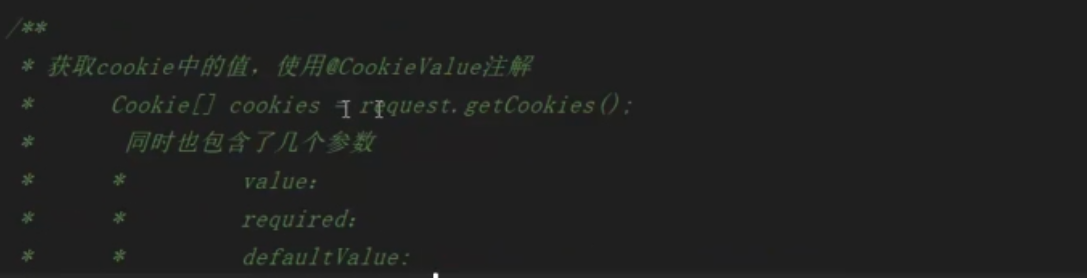 /**
* 获取cookie中的值，使用@CookieValue注解
* Cookie[] cookies = request.getCookies();
* 同时也包含了几个参数
* * value:
* * required:
* * defaultValue: